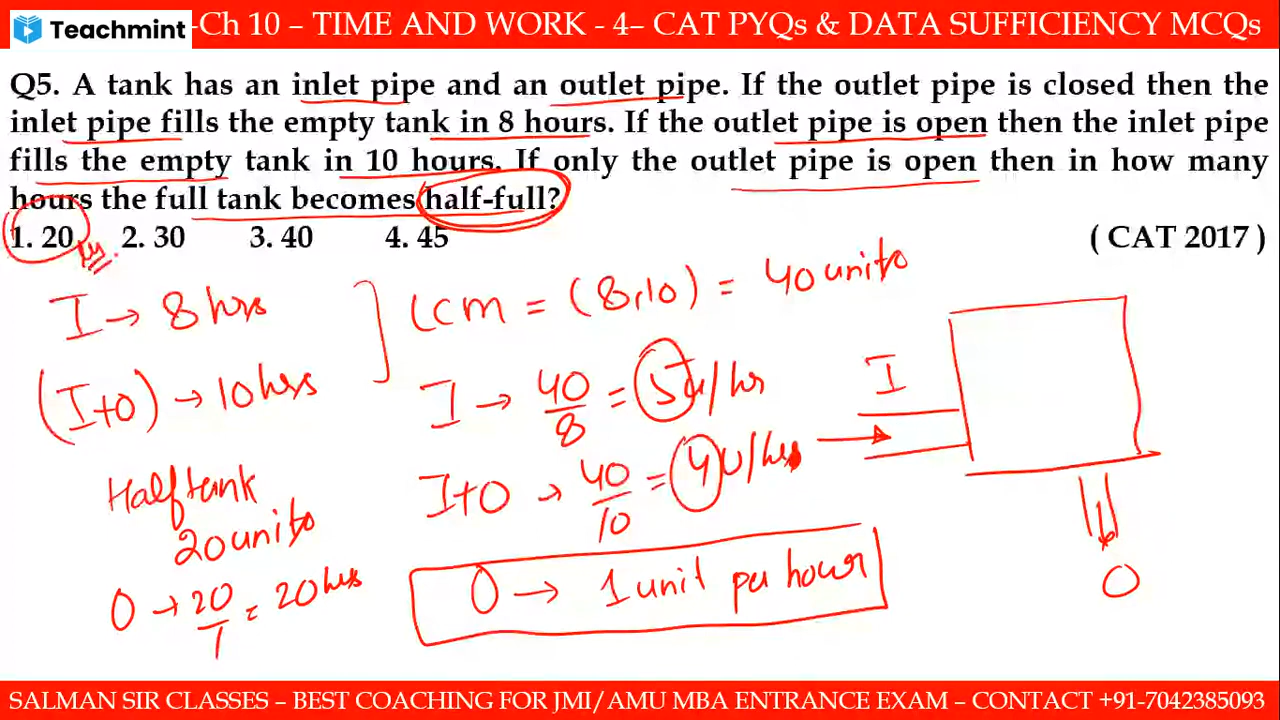 Teachmint
-Ch 10 – TIME AND WORK - 4– CAT PYQs & DATA SUFFICIENCY MCQs
Q5. A tank has an inlet pipe and an outlet pipe. If the outlet pipe is closed then the
inlet pipe fills the empty tank in 8 hours. If the outlet pipe is open then the inlet pipe
fills the empty tank in 10 hours. If only the outlet pipe is open then in how many
hours the full tank becomes half-full?
1. 20 2. 30 3. 40 4. 45 ( CAT 2017 )
I → 8 hrs
(I+O) → 10 hrs
LCM = (8,10) = 40 units
I → 40/8 = 5u/hr
I+O → 40/10 = 4u/hrs
O → 1 unit per hour
Half tank
20 units
O → 20/1 = 20 hrs
I
O
SALMAN SIR CLASSES – BEST COACHING FOR JMI/AMU MBA ENTRANCE EXAM – CONTACT +91-7042385093